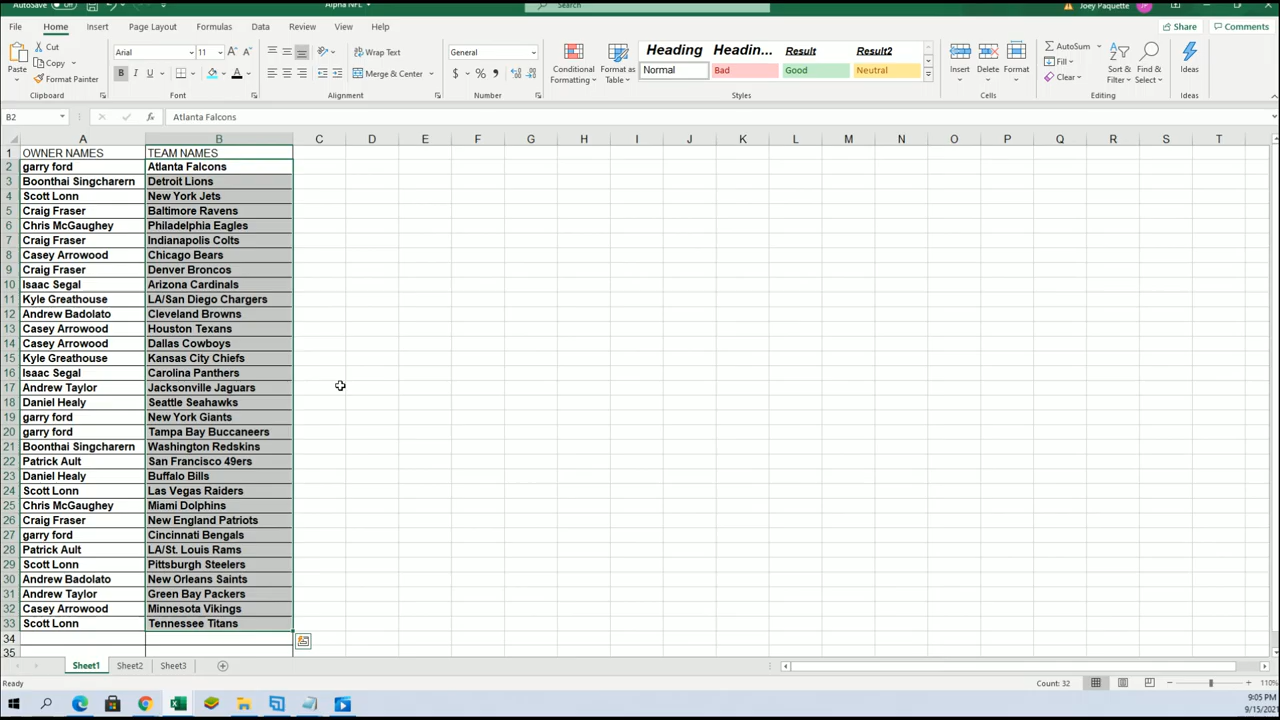 AutoSave Off Alpha NFL Search Joey Paquette JP
File Home Insert Page Layout Formulas Data Review View Help Share Comments
Paste Cut Copy Format Painter Clipboard
Arial 11 B I U A Font
Wrap Text Merge & Center Alignment
General $ % Number
Conditional Formatting Format as Table
Heading Headin... Result Result2
Normal Bad Good Neutral
Styles
Insert Delete Format Cells
AutoSum Fill Clear Sort & Filter Find & Select Editing
Ideas Ideas
B2 fx Atlanta Falcons
A B C D E F G H I J K L M N O P Q R S T
1 OWNER NAMES TEAM NAMES
2 garry ford Atlanta Falcons
3 Boonthai Singcharern Detroit Lions
4 Scott Lonn New York Jets
5 Craig Fraser Baltimore Ravens
6 Chris McGaughey Philadelphia Eagles
7 Craig Fraser Indianapolis Colts
8 Casey Arrowood Chicago Bears
9 Craig Fraser Denver Broncos
10 Isaac Segal Arizona Cardinals
11 Kyle Greathouse LA/San Diego Chargers
12 Andrew Badolato Cleveland Browns
13 Casey Arrowood Houston Texans
14 Casey Arrowood Dallas Cowboys
15 Kyle Greathouse Kansas City Chiefs
16 Isaac Segal Carolina Panthers
17 Andrew Taylor Jacksonville Jaguars
18 Daniel Healy Seattle Seahawks
19 garry ford New York Giants
20 garry ford Tampa Bay Buccaneers
21 Boonthai Singcharern Washington Redskins
22 Patrick Ault San Francisco 49ers
23 Daniel Healy Buffalo Bills
24 Scott Lonn Las Vegas Raiders
25 Chris McGaughey Miami Dolphins
26 Craig Fraser New England Patriots
27 garry ford Cincinnati Bengals
28 Patrick Ault LA/St. Louis Rams
29 Scott Lonn Pittsburgh Steelers
30 Andrew Badolato New Orleans Saints
31 Andrew Taylor Green Bay Packers
32 Casey Arrowood Minnesota Vikings
33 Scott Lonn Tennessee Titans
34
35
Sheet1 Sheet2 Sheet3
Ready Count: 32 110%
9:05 PM
9/15/2021